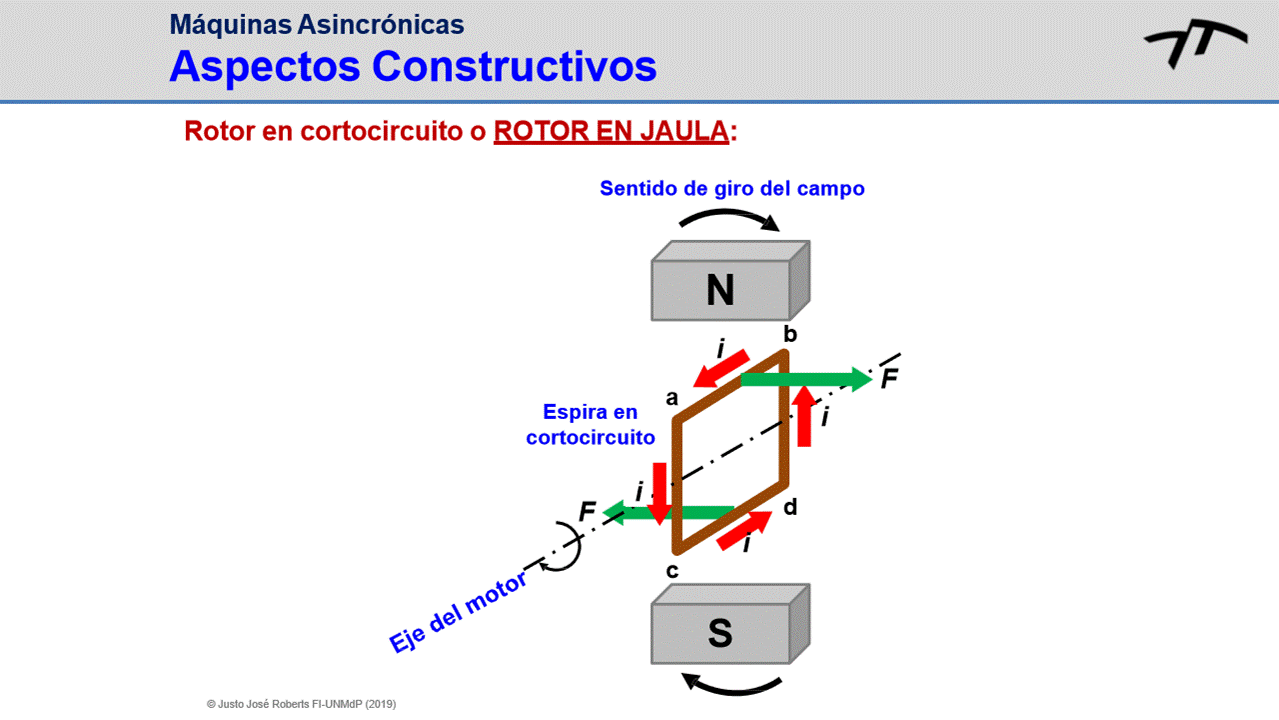 Máquinas Asincrónicas
Aspectos Constructivos
Rotor en cortocircuito o ROTOR EN JAULA:
Sentido de giro del campo
N
b
i
F
a
Espira en
cortocircuito
i
i
F
d
i
c
Eje del motor
S
© Justo José Roberts FI-UNMdP (2019)